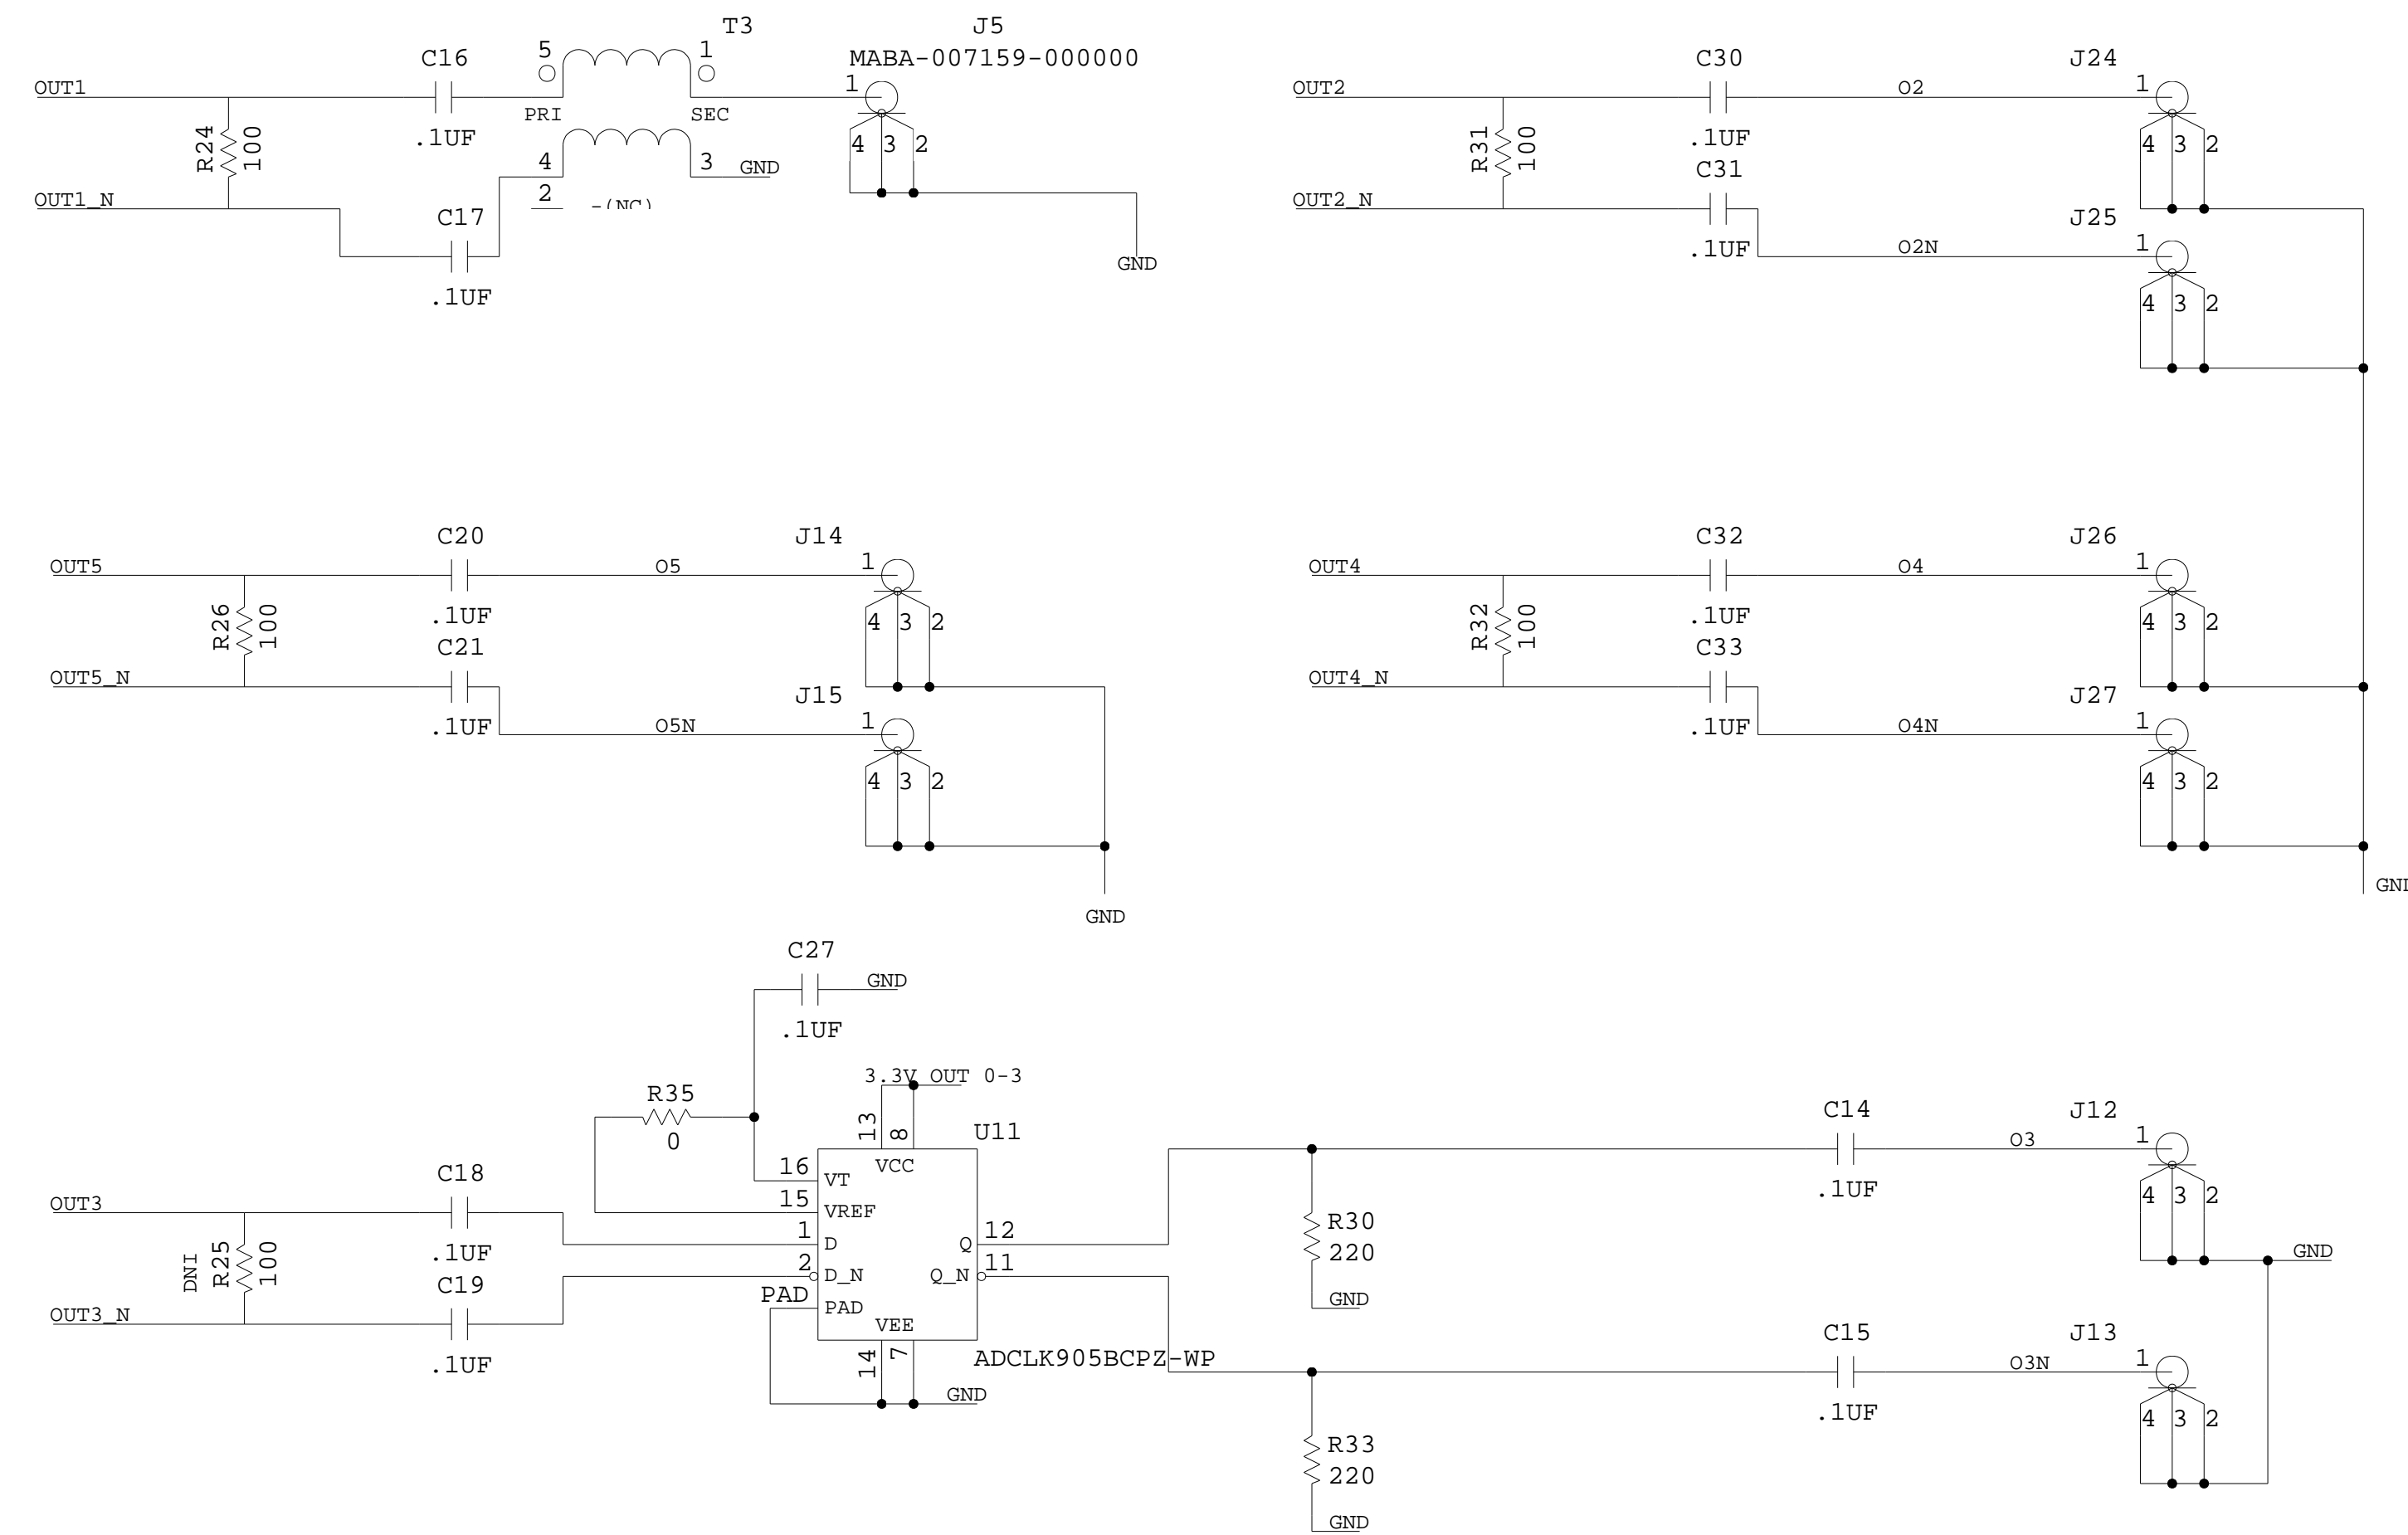 T3
J5
MABA-007159-000000
C16
5
1
OUT1
PRI
SEC
.1UF
R24
100
1
4 3 2
4
3
GND
2
-(NC)
OUT1_N
C17
.1UF
GND
C30
J24
OUT2
O2
1
.1UF
R31
100
C31
4 3 2
OUT2_N
J25
.1UF
O2N
1
4 3 2
C20
J14
OUT5
O5
1
.1UF
R26
100
C21
4 3 2
OUT5_N
J15
.1UF
O5N
1
4 3 2
GND
C32
J26
OUT4
O4
1
.1UF
R32
100
C33
4 3 2
OUT4_N
J27
.1UF
O4N
1
4 3 2
C27
GND
.1UF
3.3V OUT 0-3
R35
0
13
8
U11
VCC
16
VT
15
VREF
1
D
2
D_N
PAD
PAD
VEE
Q
12
Q_N
11
14
7
ADCLK905BCPZ-WP
GND
C18
OUT3
.1UF
DNI
R25
100
C19
OUT3_N
.1UF
C14
J12
O3
1
.1UF
4 3 2
GND
R30
220
GND
C15
J13
O3N
1
.1UF
4 3 2
R33
220
GND